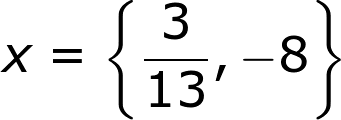 x = {3/13, −8}